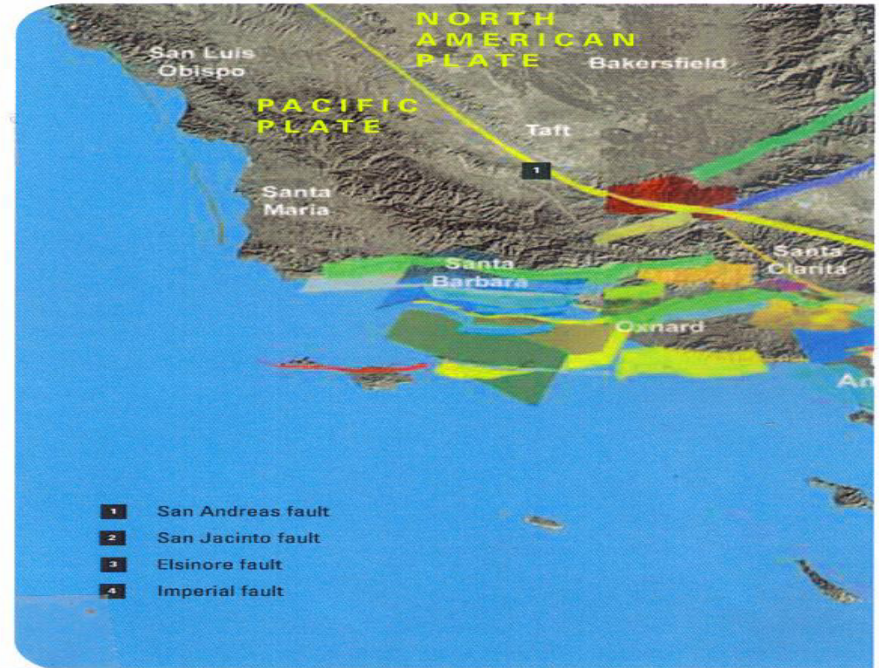 NORTH
AMERICAN
PLATE
San Luis
Obispo
Bakersfield
PACIFIC
PLATE
Taft
1
Santa
Maria
Santa
Barbara
Santa
Clarita
Oxnard
An
1 San Andreas fault
2 San Jacinto fault
3 Elsinore fault
4 Imperial fault